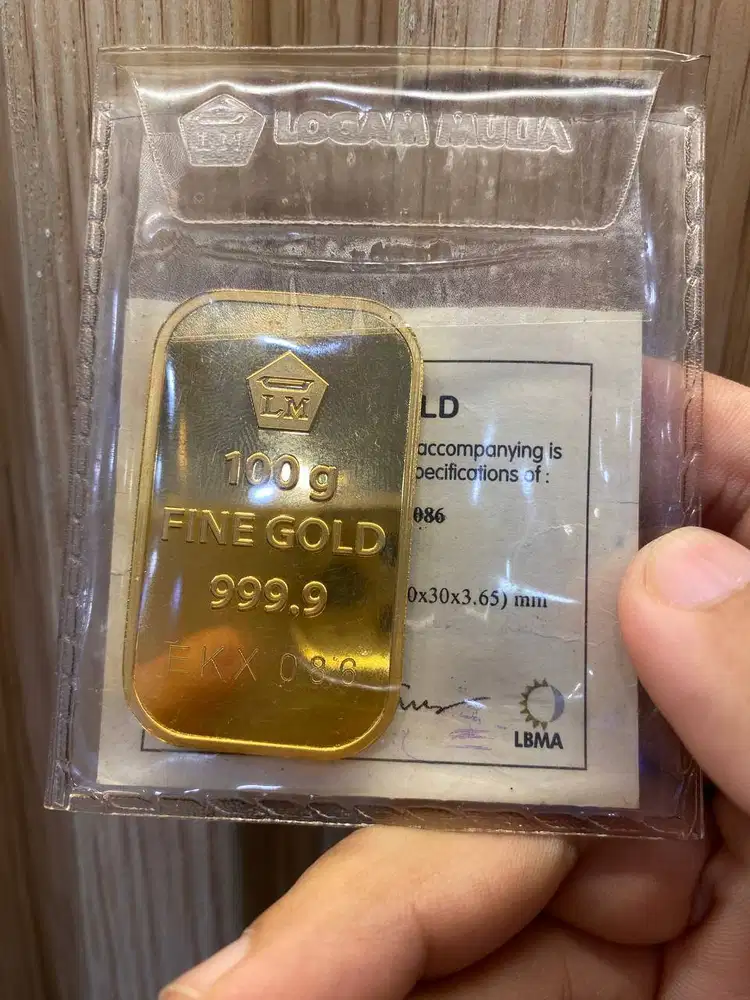 LM LOGAM MULIA
LM
100 g
FINE GOLD
999.9
EKX 086
LD
accompanying is
pecifications of :
086
0x30x3.65) mm
LBMA